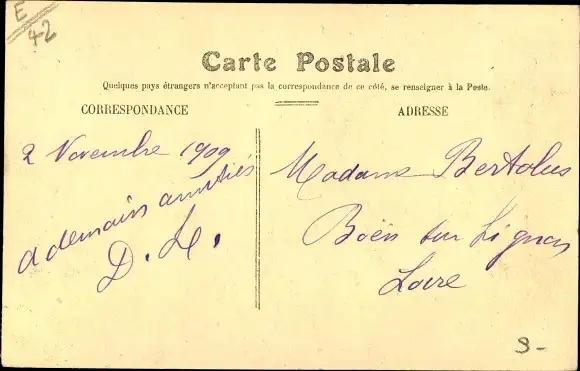 E
42
Carte Postale
Quelques pays étrangers n'acceptant pas la correspondance de ce côté, se renseigner à la Poste.
CORRESPONDANCE
ADRESSE
2 Novembre 1909
a demain amitiés
D. L.
Madame Bertolus
Boën sur Lignon
Loire
9-